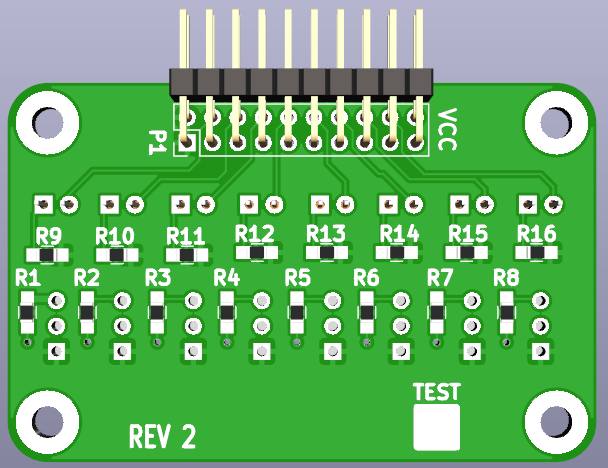 VCC
P1
R9 R10 R11 R12 R13 R14 R15 R16
R1 R2 R3 R4 R5 R6 R7 R8
TEST
REV 2